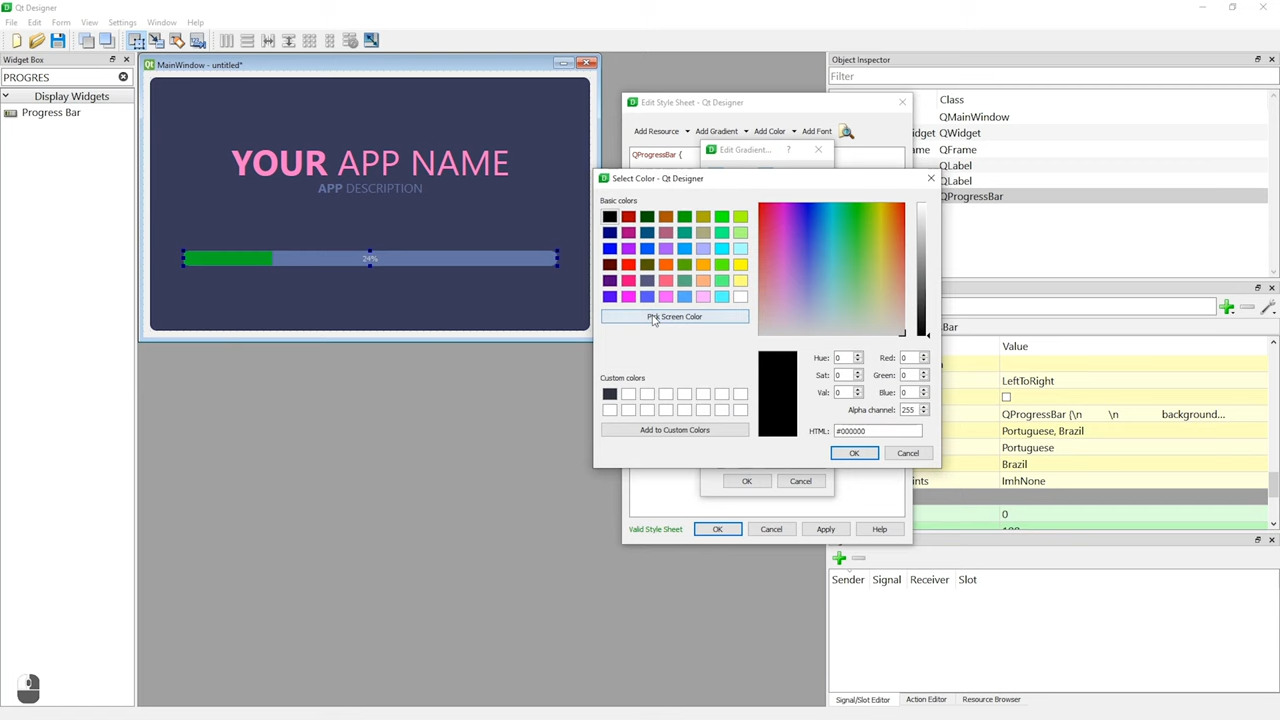 Qt Designer
File Edit Form View Settings Window Help
Widget Box
PROGRES
Display Widgets
Progress Bar
MainWindow - untitled*
YOUR APP NAME
APP DESCRIPTION
24%
Edit Style Sheet - Qt Designer
Add Resource Add Gradient Add Color Add Font
QProgressBar {
Edit Gradient... ?
Select Color - Qt Designer
Basic colors
Pick Screen Color
Custom colors
Add to Custom Colors
Hue: 0 Red: 0
Sat: 0 Green: 0
Val: 0 Blue: 0
Alpha channel: 255
HTML: #000000
OK Cancel
OK Cancel
Valid Style Sheet OK Cancel Apply Help
Object Inspector
Filter
Class
QMainWindow
QWidget
QFrame
QLabel
QLabel
QProgressBar
Value
LeftToRight
QProgressBar {\n \n background...
Portuguese, Brazil
Portuguese
Brazil
ImhNone
0
Sender Signal Receiver Slot
Signal/Slot Editor Action Editor Resource Browser